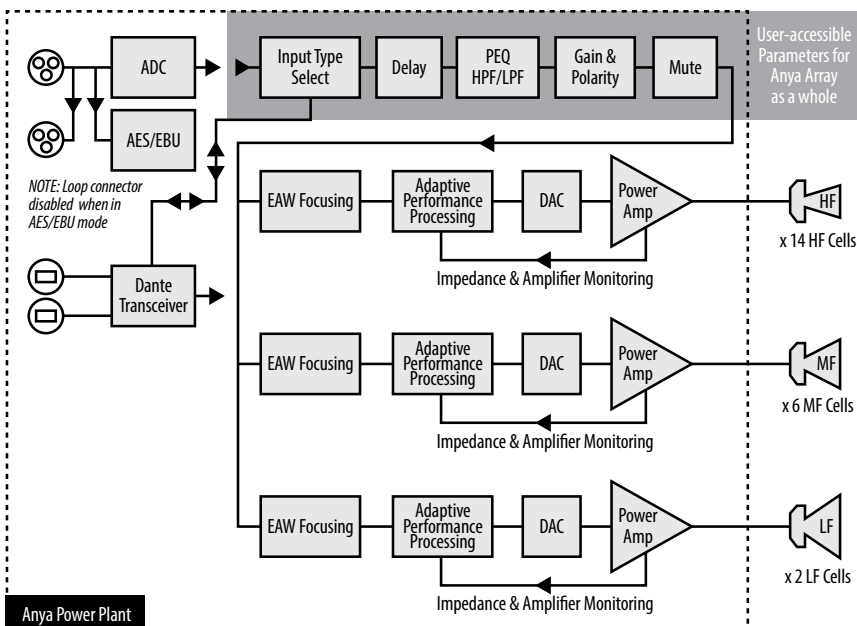 ADC
AES/EBU
NOTE: Loop connector
disabled when in
AES/EBU mode
Dante
Transceiver
Input Type
Select
Delay
PEQ
HPF/LPF
Gain &
Polarity
Mute
User-accessible
Parameters for
Anya Array
as a whole
EAW Focusing
Adaptive
Performance
Processing
DAC
Power
Amp
HF
x 14 HF Cells
Impedance & Amplifier Monitoring
EAW Focusing
Adaptive
Performance
Processing
DAC
Power
Amp
MF
x 6 MF Cells
Impedance & Amplifier Monitoring
EAW Focusing
Adaptive
Performance
Processing
DAC
Power
Amp
LF
x 2 LF Cells
Impedance & Amplifier Monitoring
Anya Power Plant